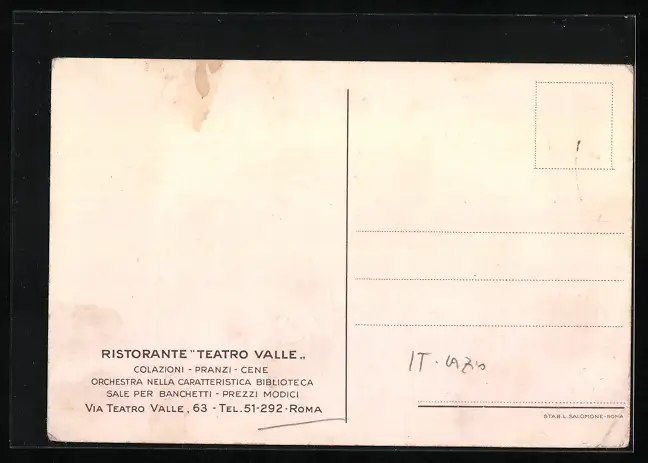 RISTORANTE "TEATRO VALLE„
COLAZIONI - PRANZI - CENE
ORCHESTRA NELLA CARATTERISTICA BIBLIOTECA
SALE PER BANCHETTI - PREZZI MODICI
VIA TEATRO VALLE, 63 - TEL. 51-292 - ROMA
IT - Lazio
STAB. L. SALOMONE - ROMA